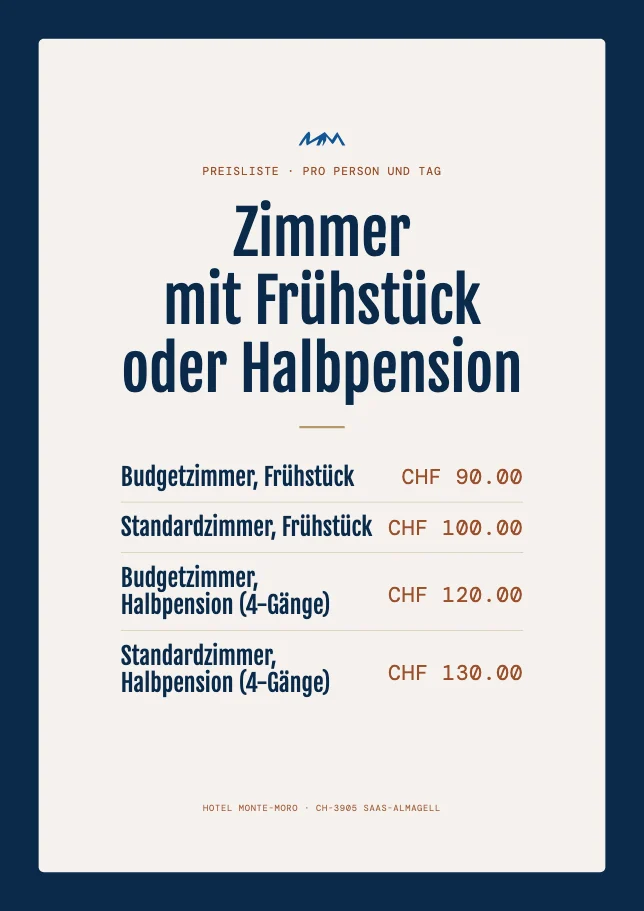 PREISLISTE · PRO PERSON UND TAG
Zimmer
mit Frühstück
oder Halbpension
Budgetzimmer, Frühstück CHF 90.00
Standardzimmer, Frühstück CHF 100.00
Budgetzimmer,
Halbpension (4-Gänge) CHF 120.00
Standardzimmer,
Halbpension (4-Gänge) CHF 130.00
HOTEL MONTE-MORO · CH-3905 SAAS-ALMAGELL